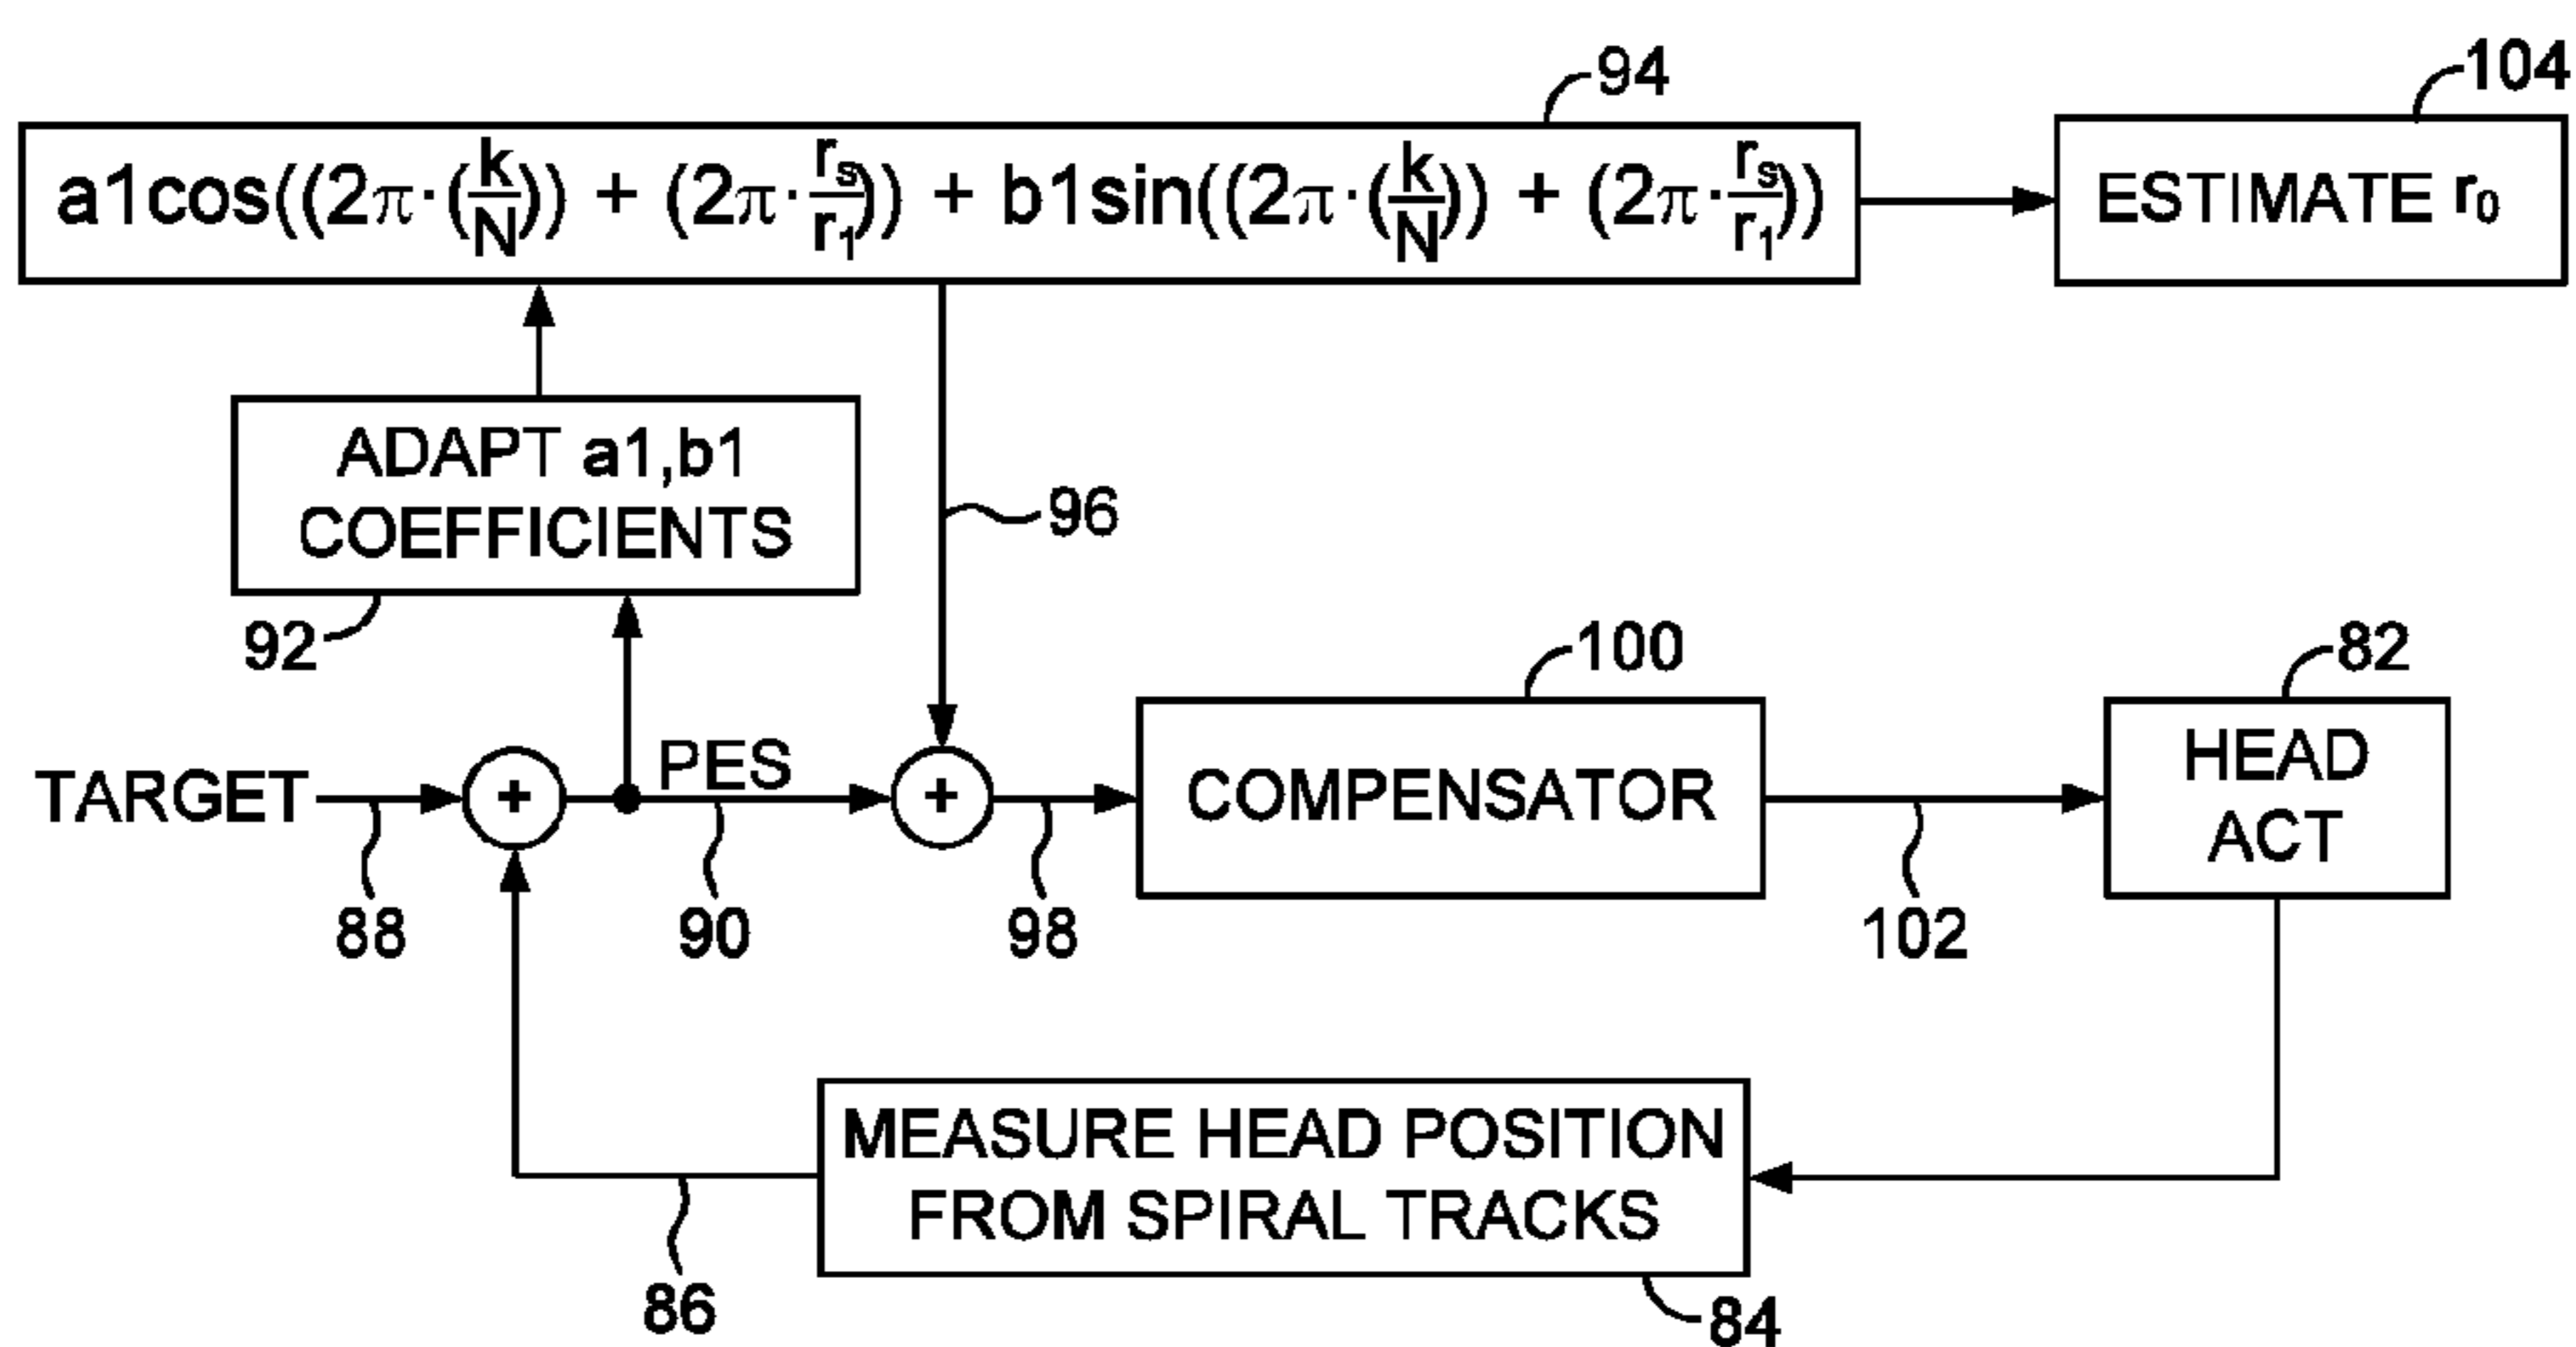 94
104
a1cos((2π·(k/N)) + (2π·rₛ/r₁)) + b1sin((2π·(k/N)) + (2π·rₛ/r₁))
ESTIMATE r₀
ADAPT a1,b1
COEFFICIENTS
92
96
100
82
TARGET
+
PES
+
COMPENSATOR
HEAD
ACT
88
90
98
102
MEASURE HEAD POSITION
FROM SPIRAL TRACKS
86
84